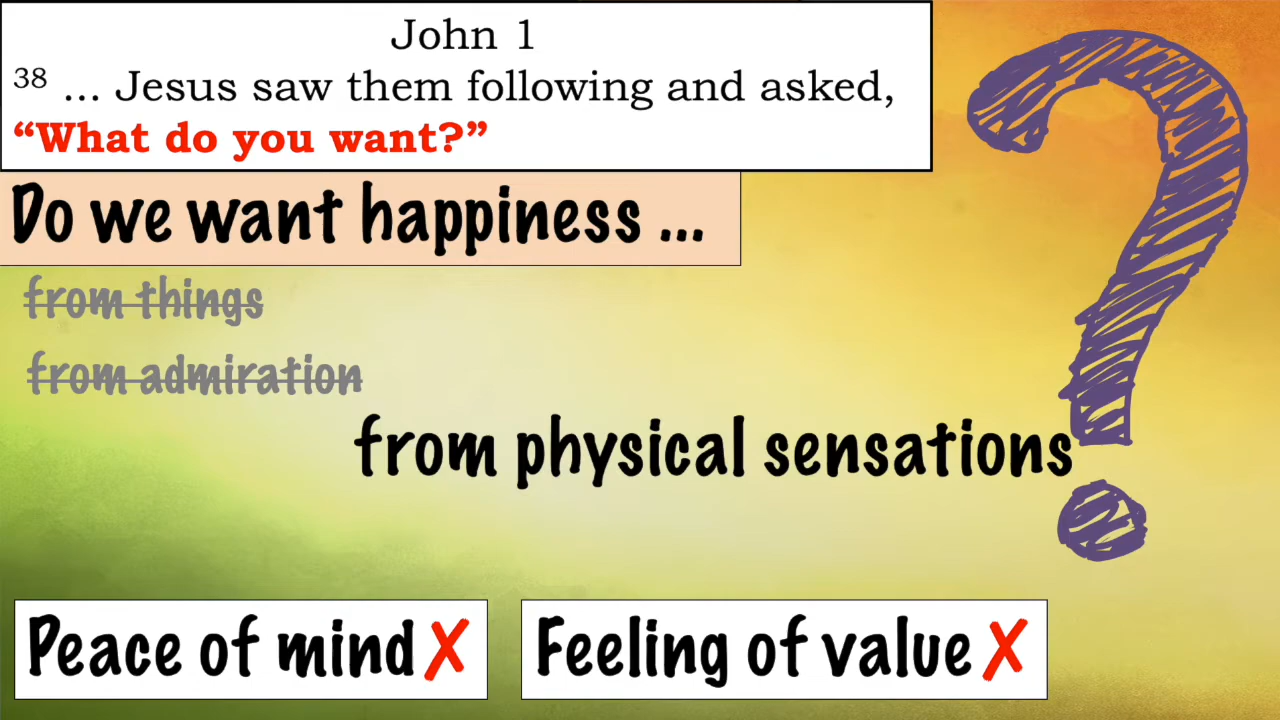 John 1
38 ... Jesus saw them following and asked,
“What do you want?”
Do we want happiness ...
from things
from admiration
from physical sensations
?
Peace of mind ✗
Feeling of value ✗